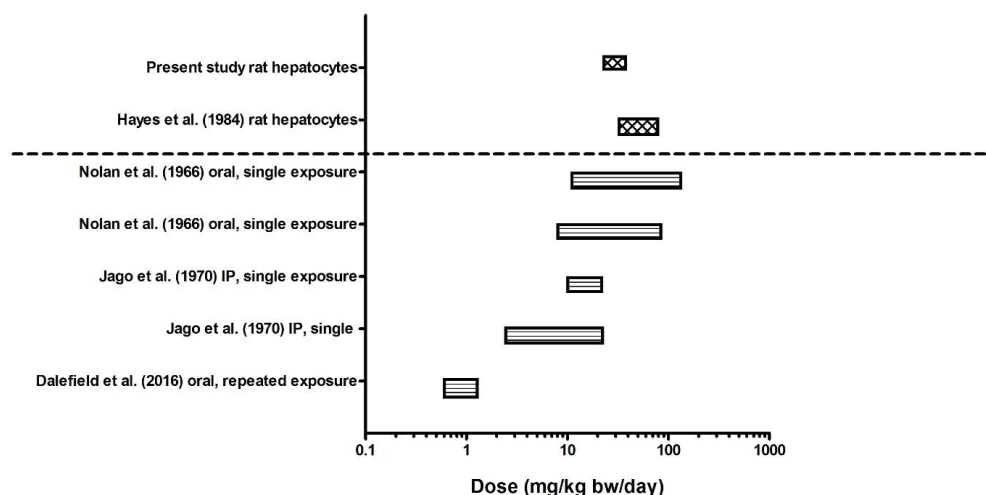 Present study rat hepatocytes
Hayes et al. (1984) rat hepatocytes
Nolan et al. (1966) oral, single exposure
Nolan et al. (1966) oral, single exposure
Jago et al. (1970) IP, single exposure
Jago et al. (1970) IP, single
Dalefield et al. (2016) oral, repeated exposure
0.1 1 10 100 1000
Dose (mg/kg bw/day)